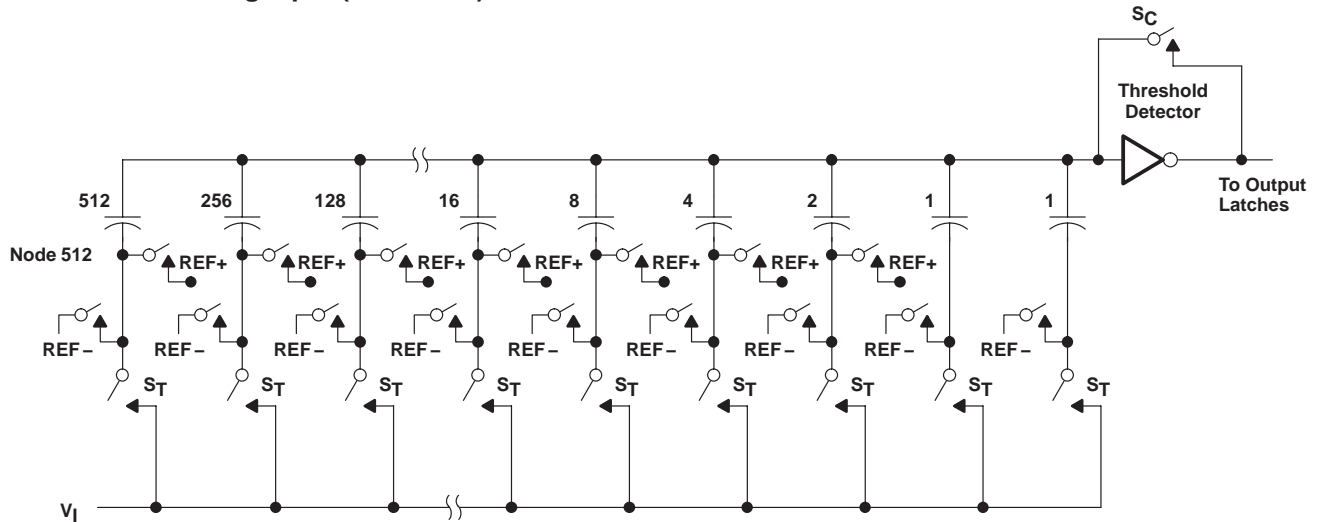 SC
Threshold
Detector
To Output
Latches
512 256 128 16 8 4 2 1 1
Node 512 REF+ REF+ REF+ REF+ REF+ REF+ REF+
REF– REF– REF– REF– REF– REF– REF– REF– REF–
ST ST ST ST ST ST ST ST ST
VI